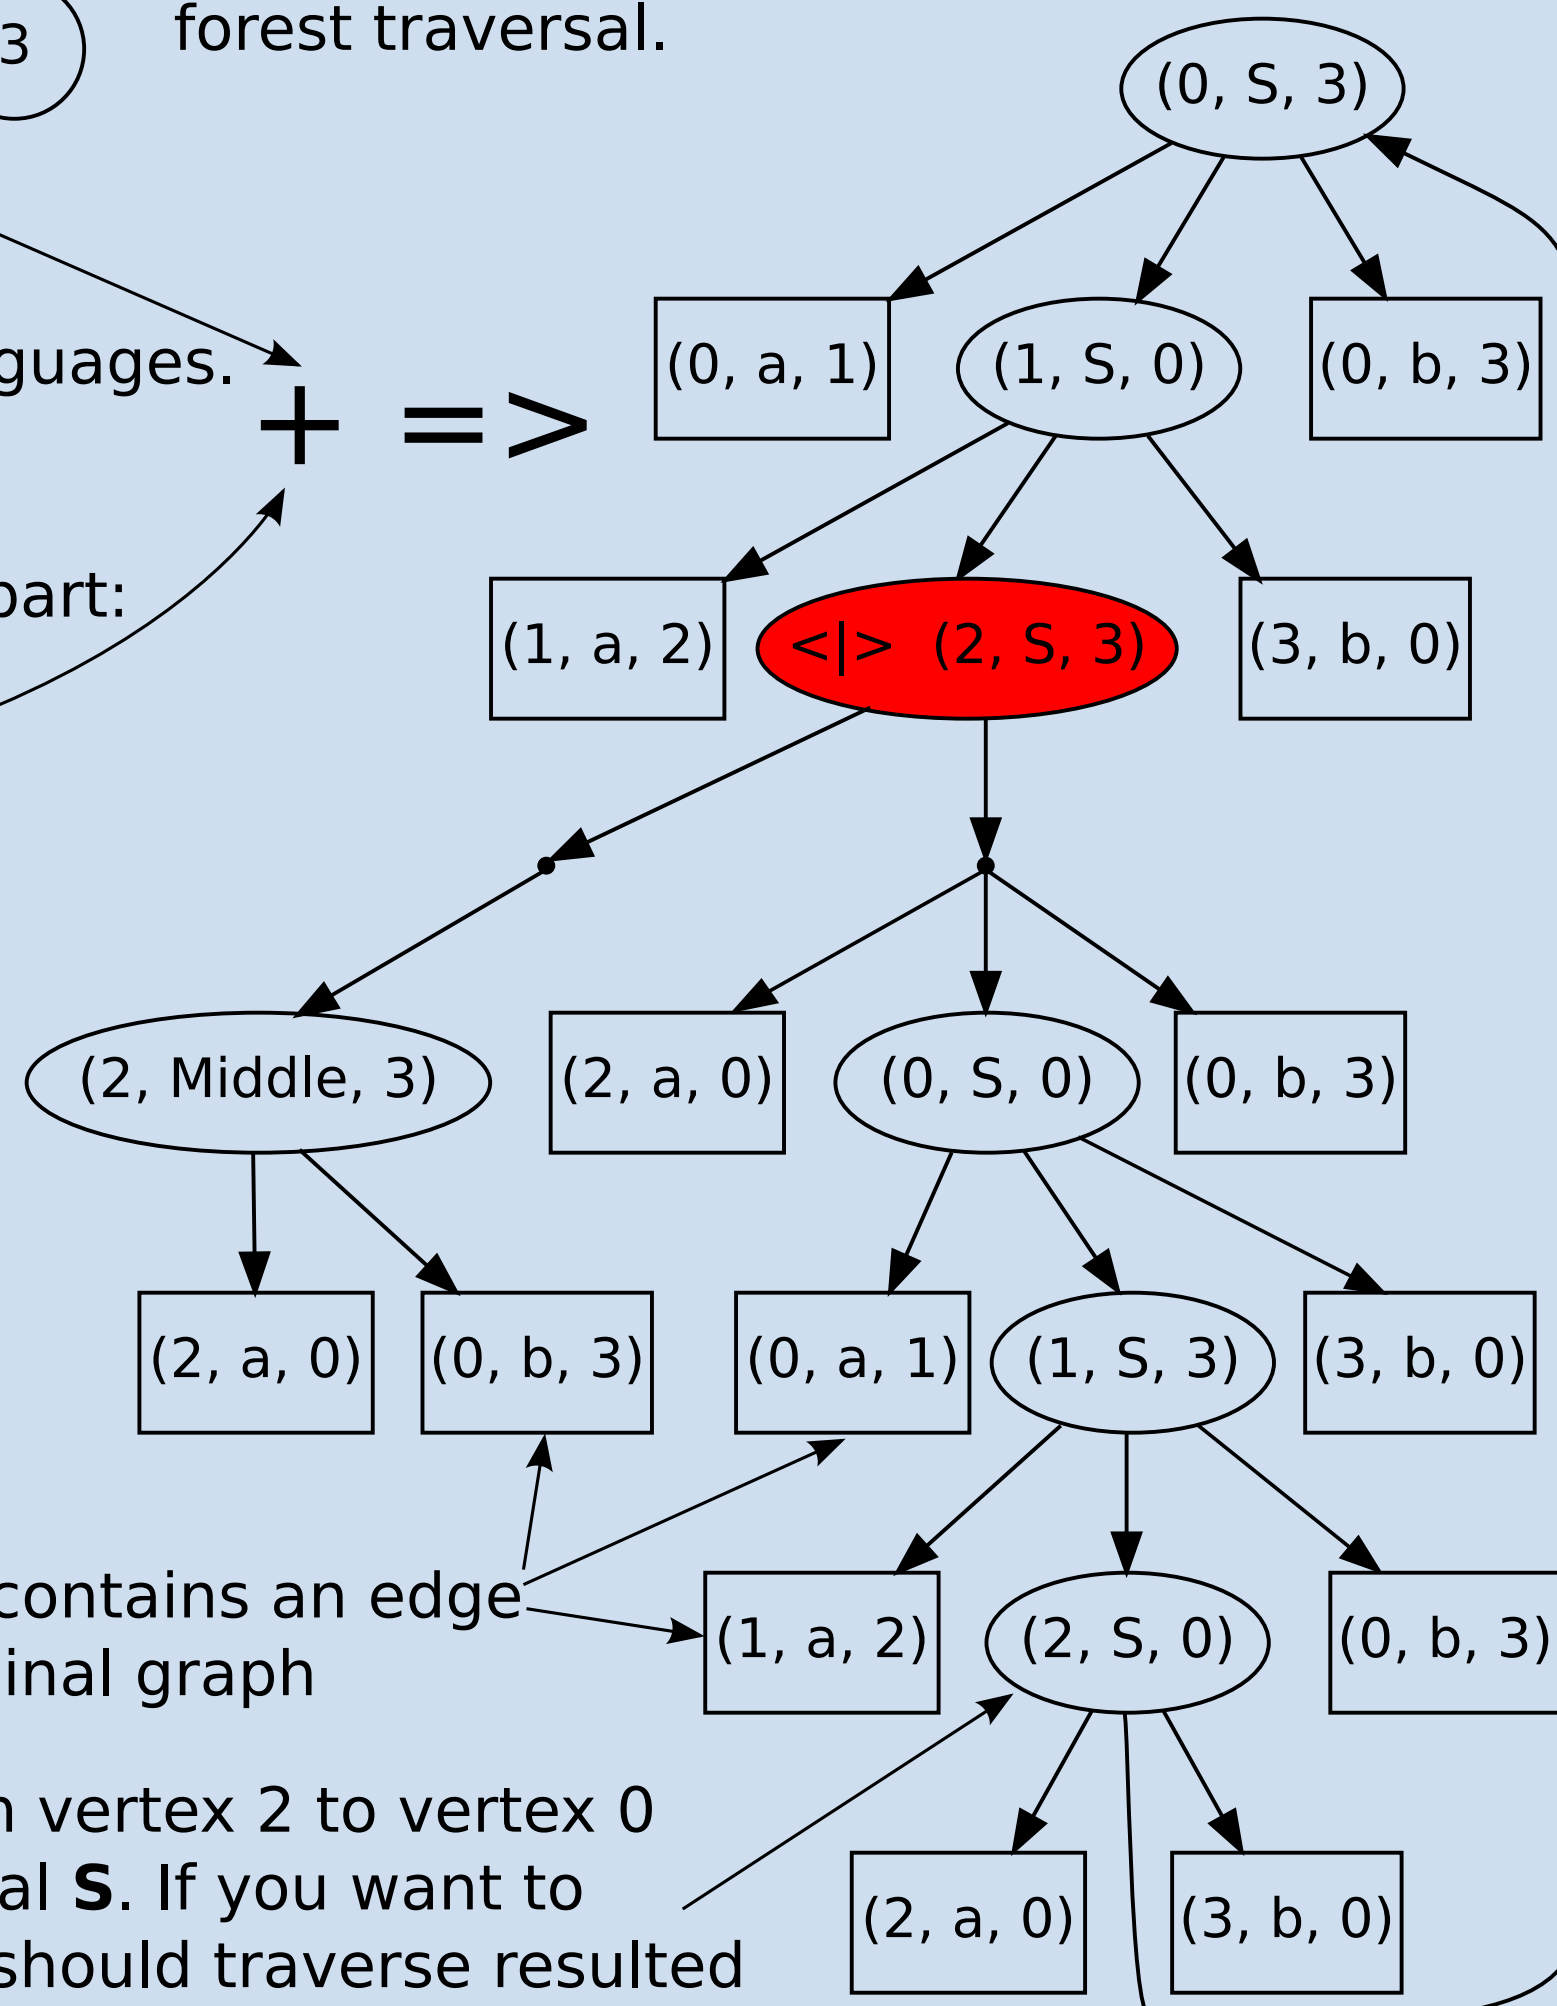 3
forest traversal.
(0, S, 3)
guages.
+ =>
(0, a, 1)
(1, S, 0)
(0, b, 3)
part:
(1, a, 2)
<|> (2, S, 3)
(3, b, 0)
(2, Middle, 3)
(2, a, 0)
(0, S, 0)
(0, b, 3)
(2, a, 0)
(0, b, 3)
(0, a, 1)
(1, S, 3)
(3, b, 0)
contains an edge
inal graph
(1, a, 2)
(2, S, 0)
(0, b, 3)
n vertex 2 to vertex 0
al S. If you want to
should traverse resulted
(2, a, 0)
(3, b, 0)